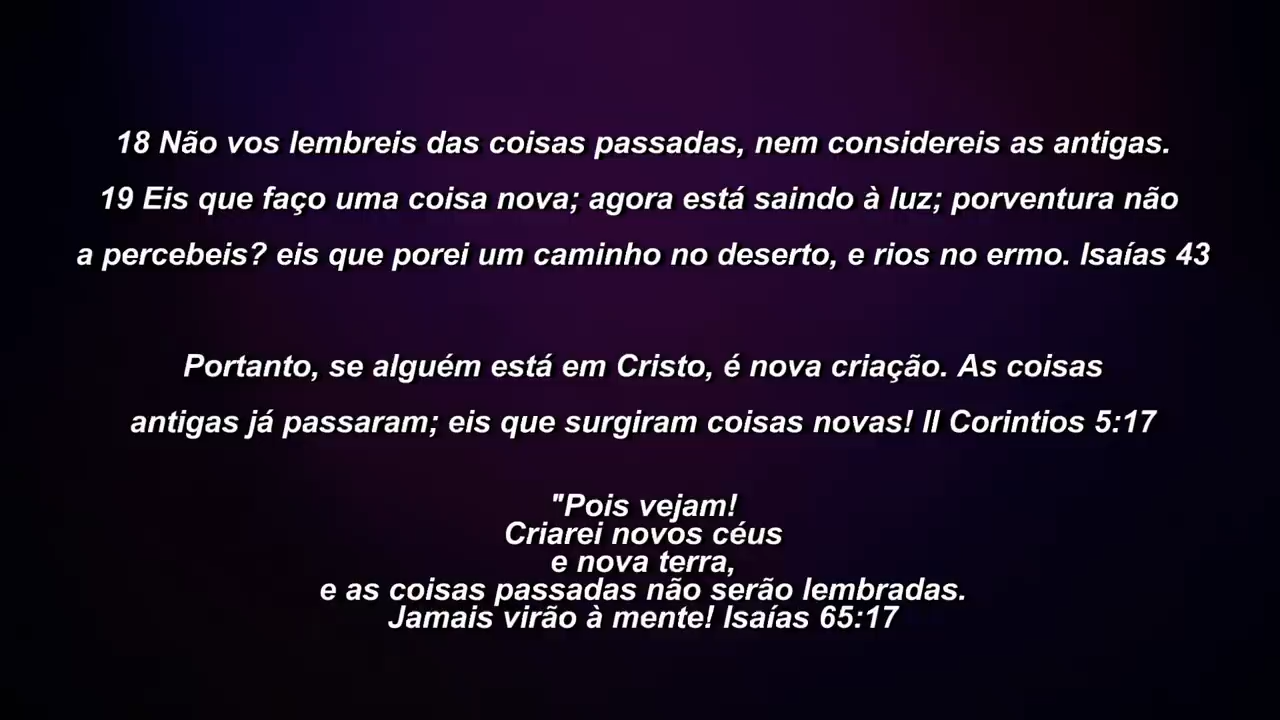 18 Não vos lembreis das coisas passadas, nem considereis as antigas.
19 Eis que faço uma coisa nova; agora está saindo à luz; porventura não
a percebeis? eis que porei um caminho no deserto, e rios no ermo. Isaías 43
Portanto, se alguém está em Cristo, é nova criação. As coisas
antigas já passaram; eis que surgiram coisas novas! II Corintios 5:17
"Pois vejam!
Criarei novos céus
e nova terra,
e as coisas passadas não serão lembradas.
Jamais virão à mente! Isaías 65:17